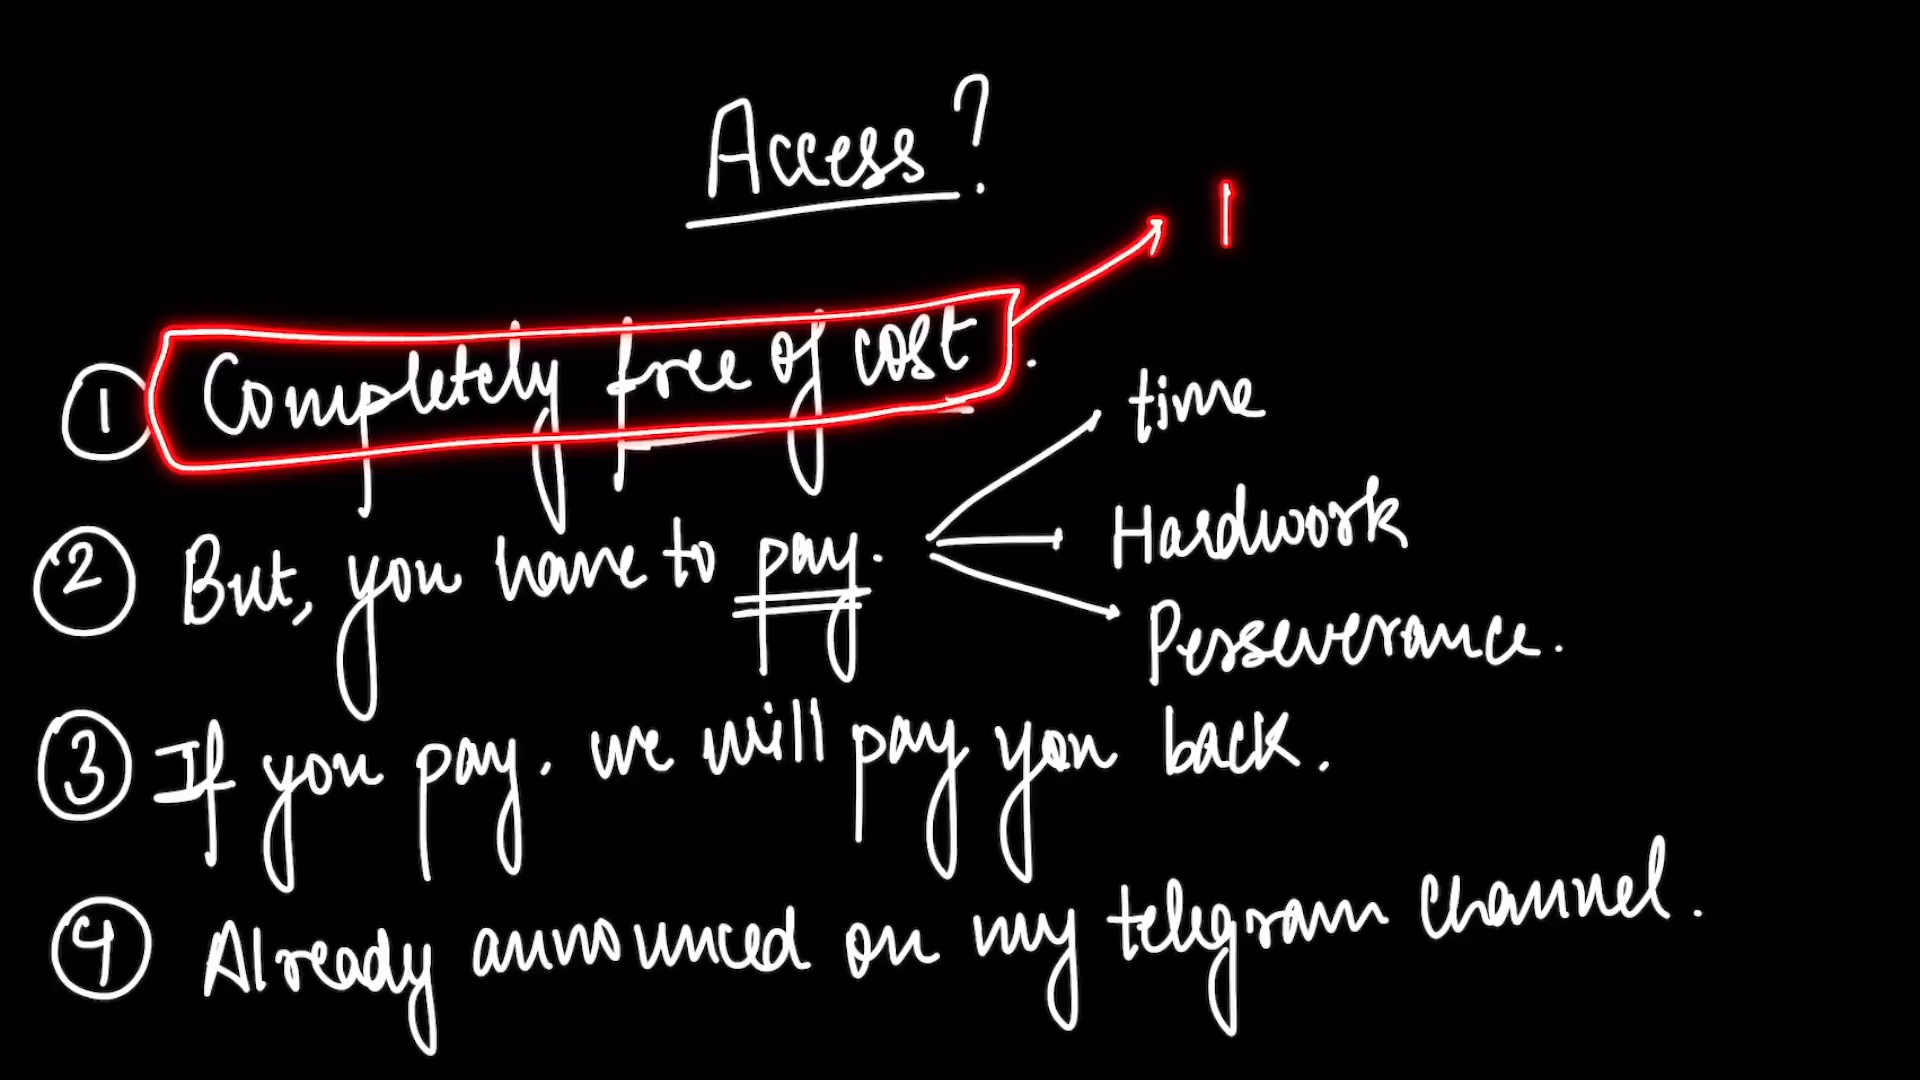 Access?
① Completely free of cost.
② But, you have to pay.
time
Hardwork
Perseverance.
③ If you pay, we will pay you back.
④ Already announced on my telegram channel.